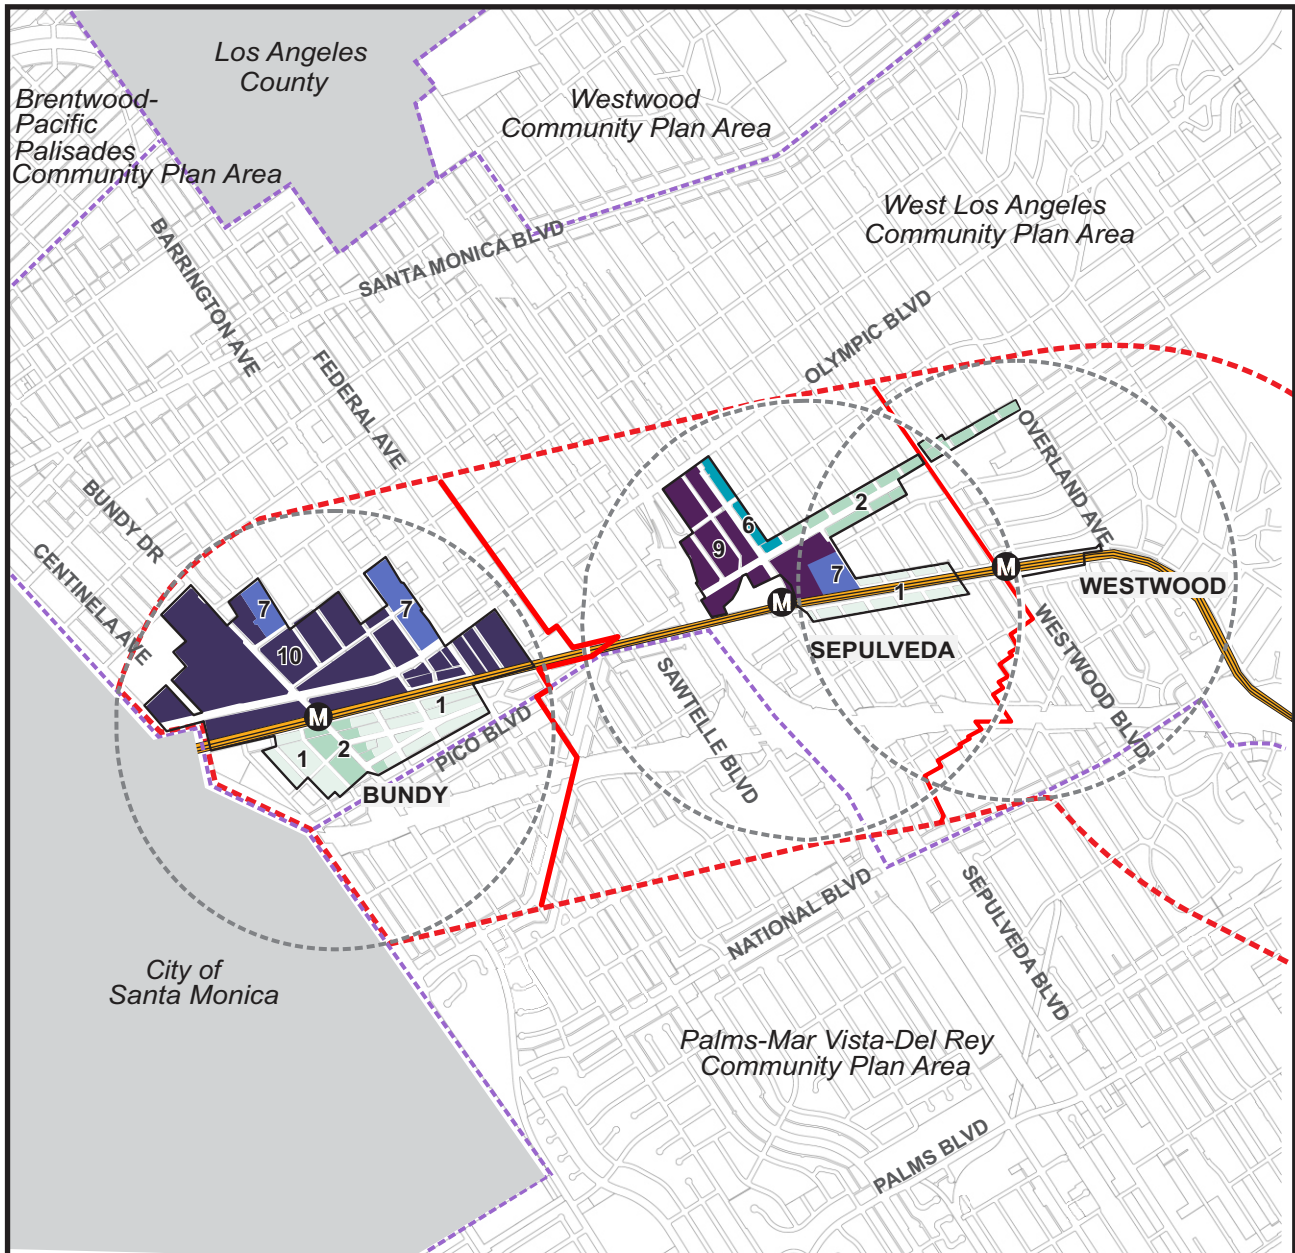 Los Angeles
County
Brentwood-
Pacific
Palisades
Community Plan Area
Westwood
Community Plan Area
West Los Angeles
Community Plan Area
BARRINGTON AVE
SANTA MONICA BLVD
OLYMPIC BLVD
FEDERAL AVE
OVERLAND AVE
BUNDY DR
CENTINELA AVE
6
2
9
7
1
M
M
WESTWOOD
7
7
10
SEPULVEDA
WESTWOOD BLVD
M
1
1
2
PICO BLVD
SAWTELLE BLVD
BUNDY
NATIONAL BLVD
SEPULVEDA BLVD
City of
Santa Monica
Palms-Mar Vista-Del Rey
Community Plan Area
PALMS BLVD